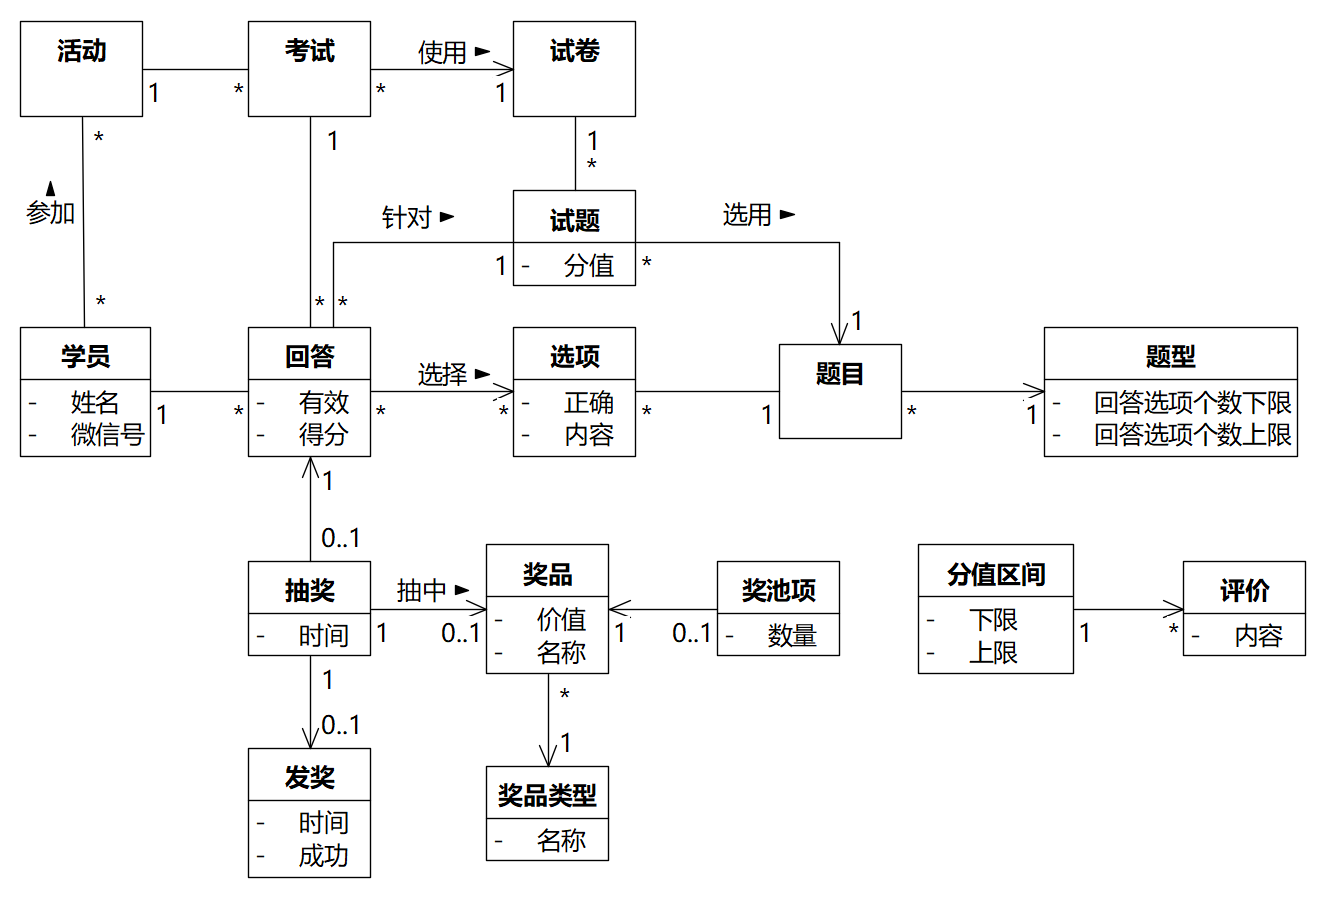 活动
考试
使用 ►
试卷
1
*
*
1
*
1
1
*
参加
针对 ►
试题
选用 ►
1
- 分值
*
*
*
*
1
学员
回答
选项
题目
题型
- 姓名
- 微信号
1
*
- 有效
- 得分
选择 ►
*
*
- 正确
- 内容
*
1
*
1
- 回答选项个数下限
- 回答选项个数上限
1
0..1
抽奖
- 时间
抽中 ►
1
0..1
奖品
- 价值
- 名称
1
0..1
奖池项
- 数量
分值区间
- 下限
- 上限
1
*
评价
- 内容
1
0..1
*
1
发奖
- 时间
- 成功
奖品类型
- 名称